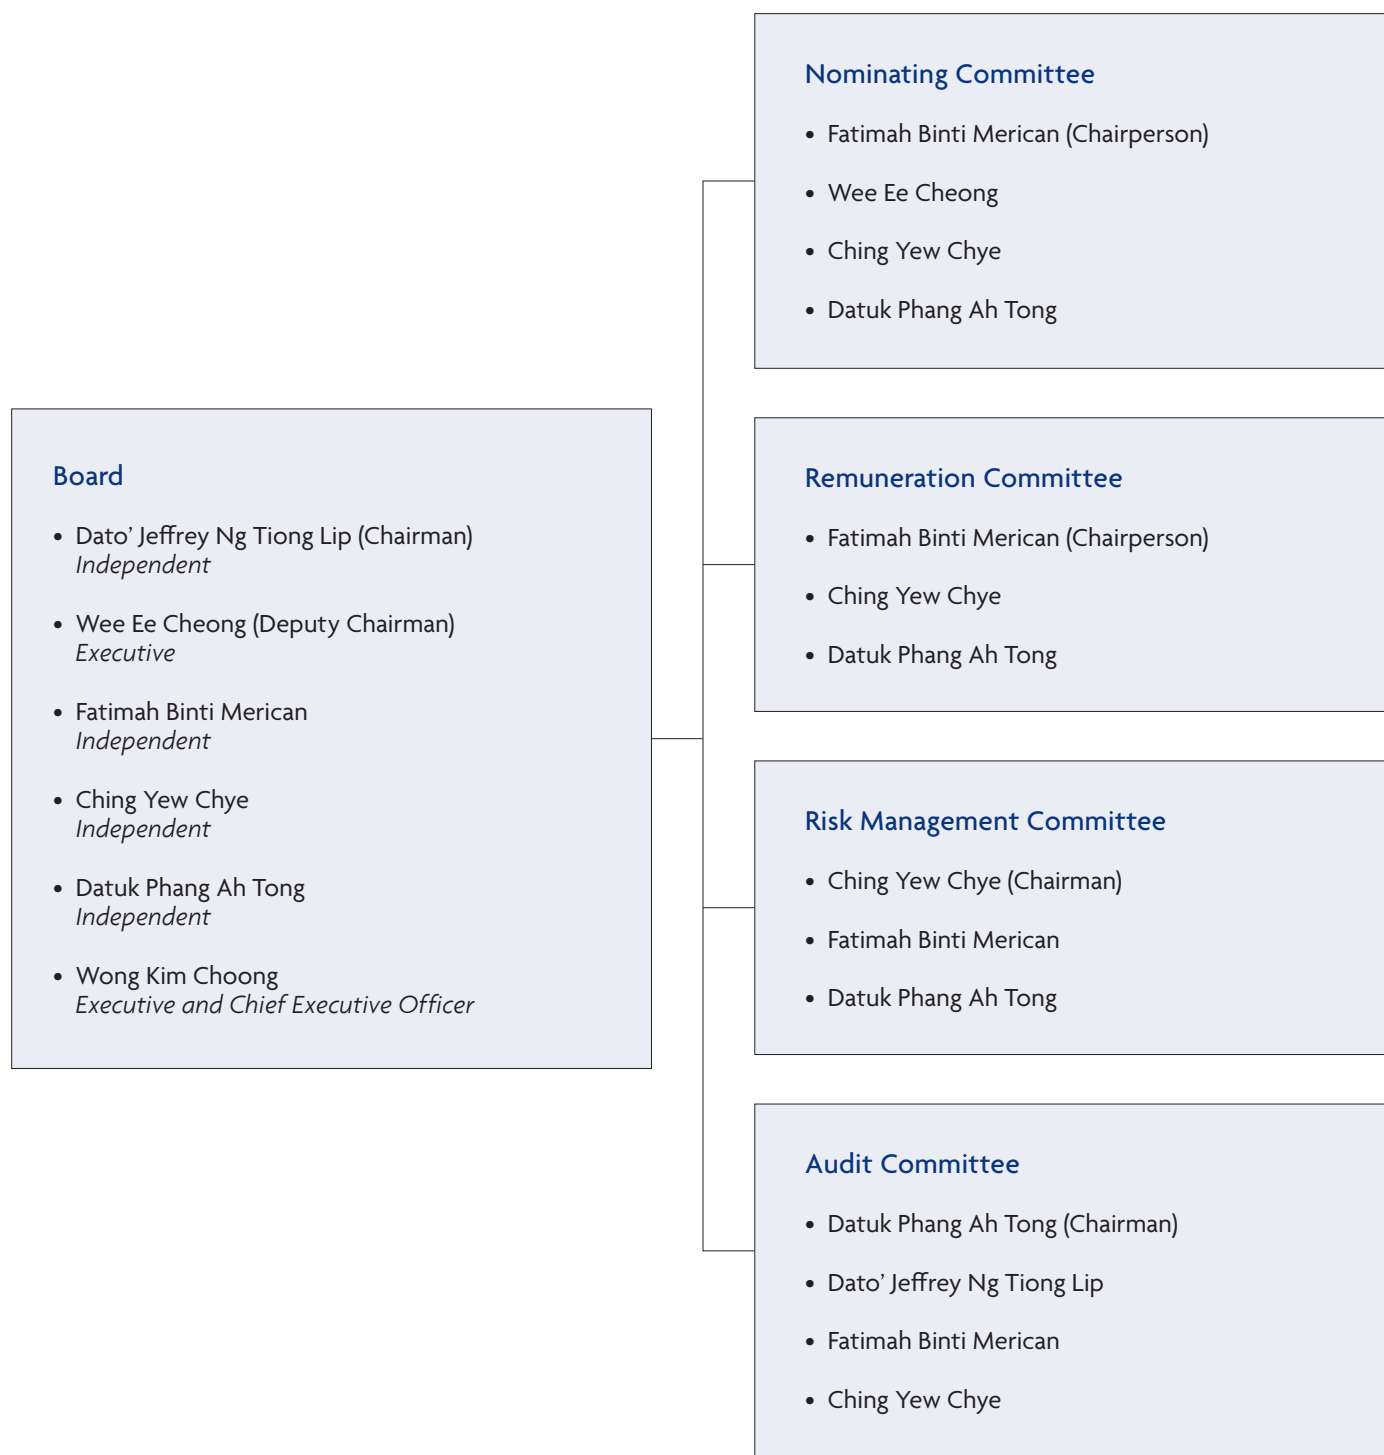 Board
• Dato’ Jeffrey Ng Tiong Lip (Chairman)
Independent
• Wee Ee Cheong (Deputy Chairman)
Executive
• Fatimah Binti Merican
Independent
• Ching Yew Chye
Independent
• Datuk Phang Ah Tong
Independent
• Wong Kim Choong
Executive and Chief Executive Officer
Nominating Committee
• Fatimah Binti Merican (Chairperson)
• Wee Ee Cheong
• Ching Yew Chye
• Datuk Phang Ah Tong
Remuneration Committee
• Fatimah Binti Merican (Chairperson)
• Ching Yew Chye
• Datuk Phang Ah Tong
Risk Management Committee
• Ching Yew Chye (Chairman)
• Fatimah Binti Merican
• Datuk Phang Ah Tong
Audit Committee
• Datuk Phang Ah Tong (Chairman)
• Dato’ Jeffrey Ng Tiong Lip
• Fatimah Binti Merican
• Ching Yew Chye